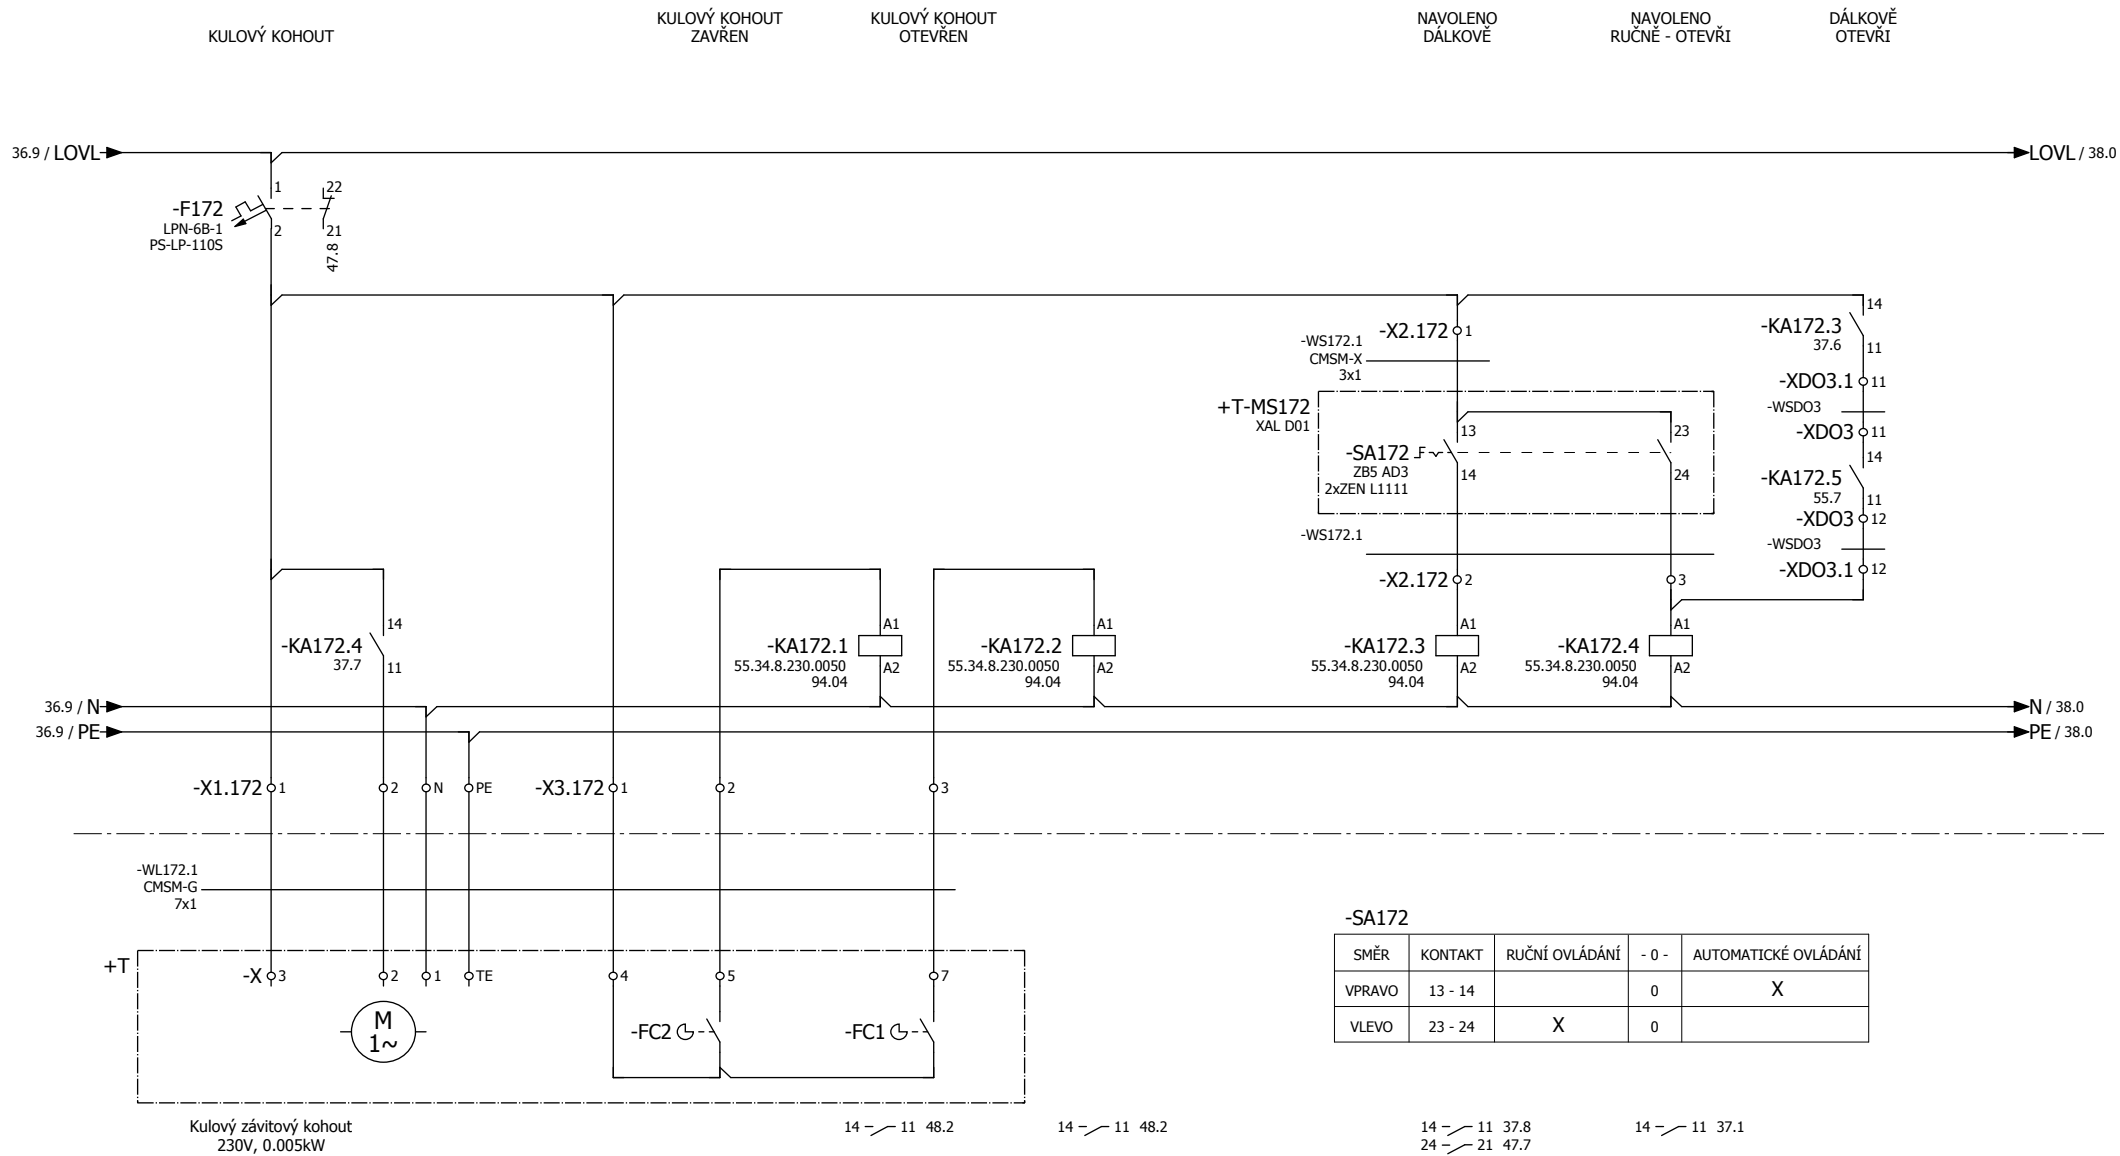 KULOVÝ KOHOUT
KULOVÝ KOHOUT
ZAVŘEN
KULOVÝ KOHOUT
OTEVŘEN
NAVOLENO
DÁLKOVĚ
NAVOLENO
RUČNĚ - OTEVŘI
DÁLKOVĚ
OTEVŘI
36.9 / LOVL
LOVL / 38.0
-F172
LPN-6B-1
PS-LP-110S
1
2
22
21
47.8
-X2.172 1
-WS172.1
CMSM-X
3x1
+T-MS172
XAL D01
-SA172
ZB5 AD3
2xZEN L1111
13
14
23
24
-WS172.1
-X2.172 2
3
14
-KA172.3
37.6
11
-XDO3.1 11
-WSDO3
-XDO3 11
14
-KA172.5
55.7
11
-XDO3 12
-WSDO3
-XDO3.1 12
14
-KA172.4
37.7
11
A1
-KA172.1
55.34.8.230.0050
94.04
A2
A1
-KA172.2
55.34.8.230.0050
94.04
A2
A1
-KA172.3
55.34.8.230.0050
94.04
A2
A1
-KA172.4
55.34.8.230.0050
94.04
A2
36.9 / N
N / 38.0
36.9 / PE
PE / 38.0
-X1.172 1
2
N
PE
-X3.172 1
2
3
-WL172.1
CMSM-G
7x1
+T
-X 3
2
1
TE
4
5
7
M
1~
-FC2
-FC1
-SA172
SMĚR KONTAKT RUČNÍ OVLÁDÁNÍ - 0 - AUTOMATICKÉ OVLÁDÁNÍ
VPRAVO 13 - 14 0 X
VLEVO 23 - 24 X 0
Kulový závitový kohout
230V, 0.005kW
14 11 48.2
14 11 48.2
14 11 37.8
24 21 47.7
14 11 37.1